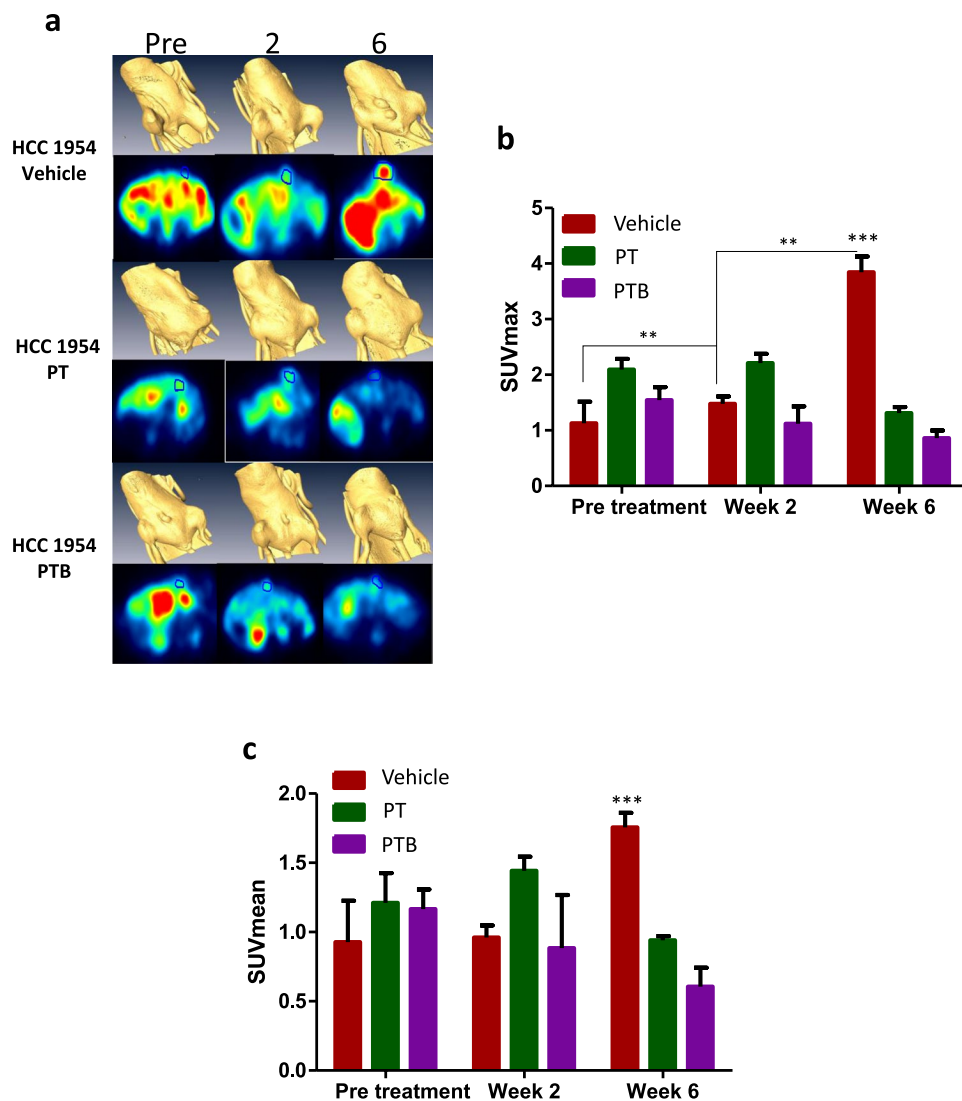 a
Pre 2 6
HCC 1954
Vehicle
HCC 1954
PT
HCC 1954
PTB
b
SUVmax
5
4
3
2
1
0
Vehicle
PT
PTB
**
**
***
Pre treatment Week 2 Week 6
c
SUVmean
2.0
1.5
1.0
0.5
0.0
Vehicle
PT
PTB
***
Pre treatment Week 2 Week 6